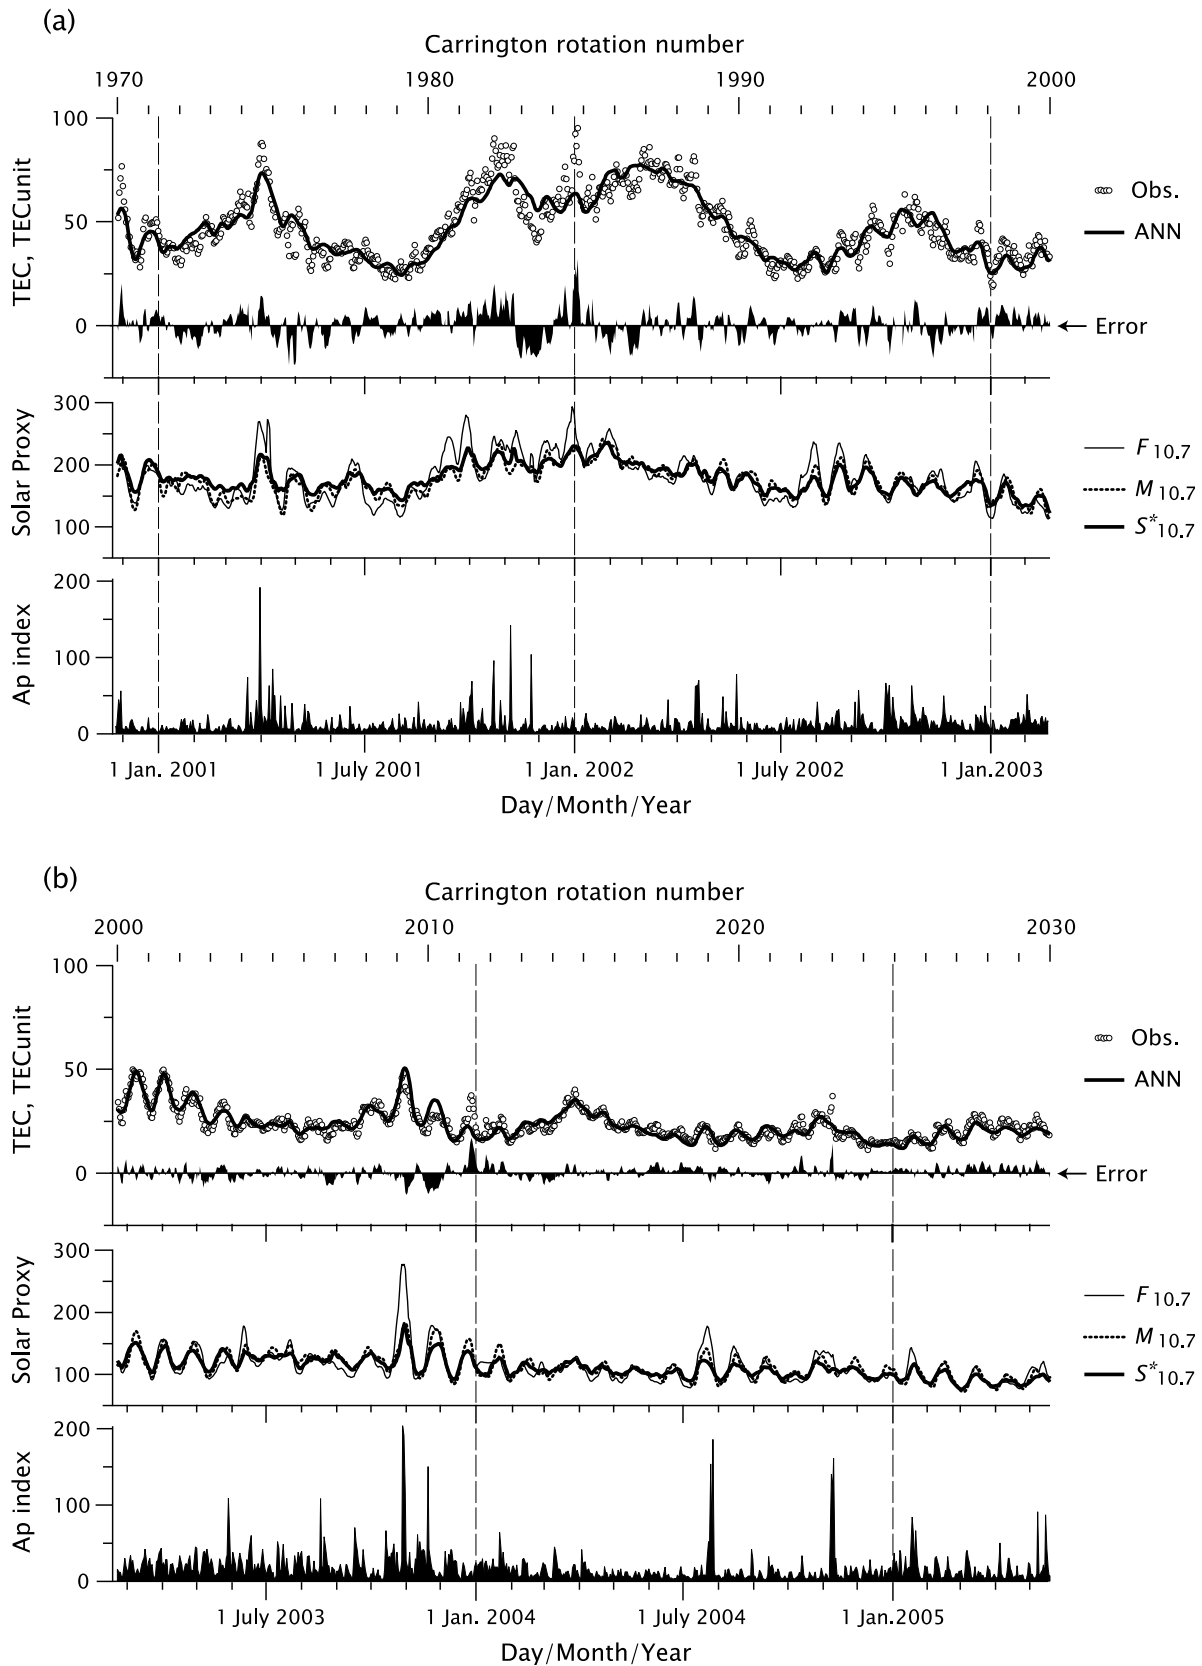 (a)
Carrington rotation number
1970 1980 1990 2000
100
50
0
TEC, TECunit
Obs.
ANN
Error
300
200
100
Solar Proxy
F 10.7
M 10.7
S* 10.7
200
100
0
Ap index
1 Jan. 2001 1 July 2001 1 Jan. 2002 1 July 2002 1 Jan.2003
Day/Month/Year
(b)
Carrington rotation number
2000 2010 2020 2030
100
50
0
TEC, TECunit
Obs.
ANN
Error
300
200
100
Solar Proxy
F 10.7
M 10.7
S* 10.7
200
100
0
Ap index
1 July 2003 1 Jan. 2004 1 July 2004 1 Jan.2005
Day/Month/Year